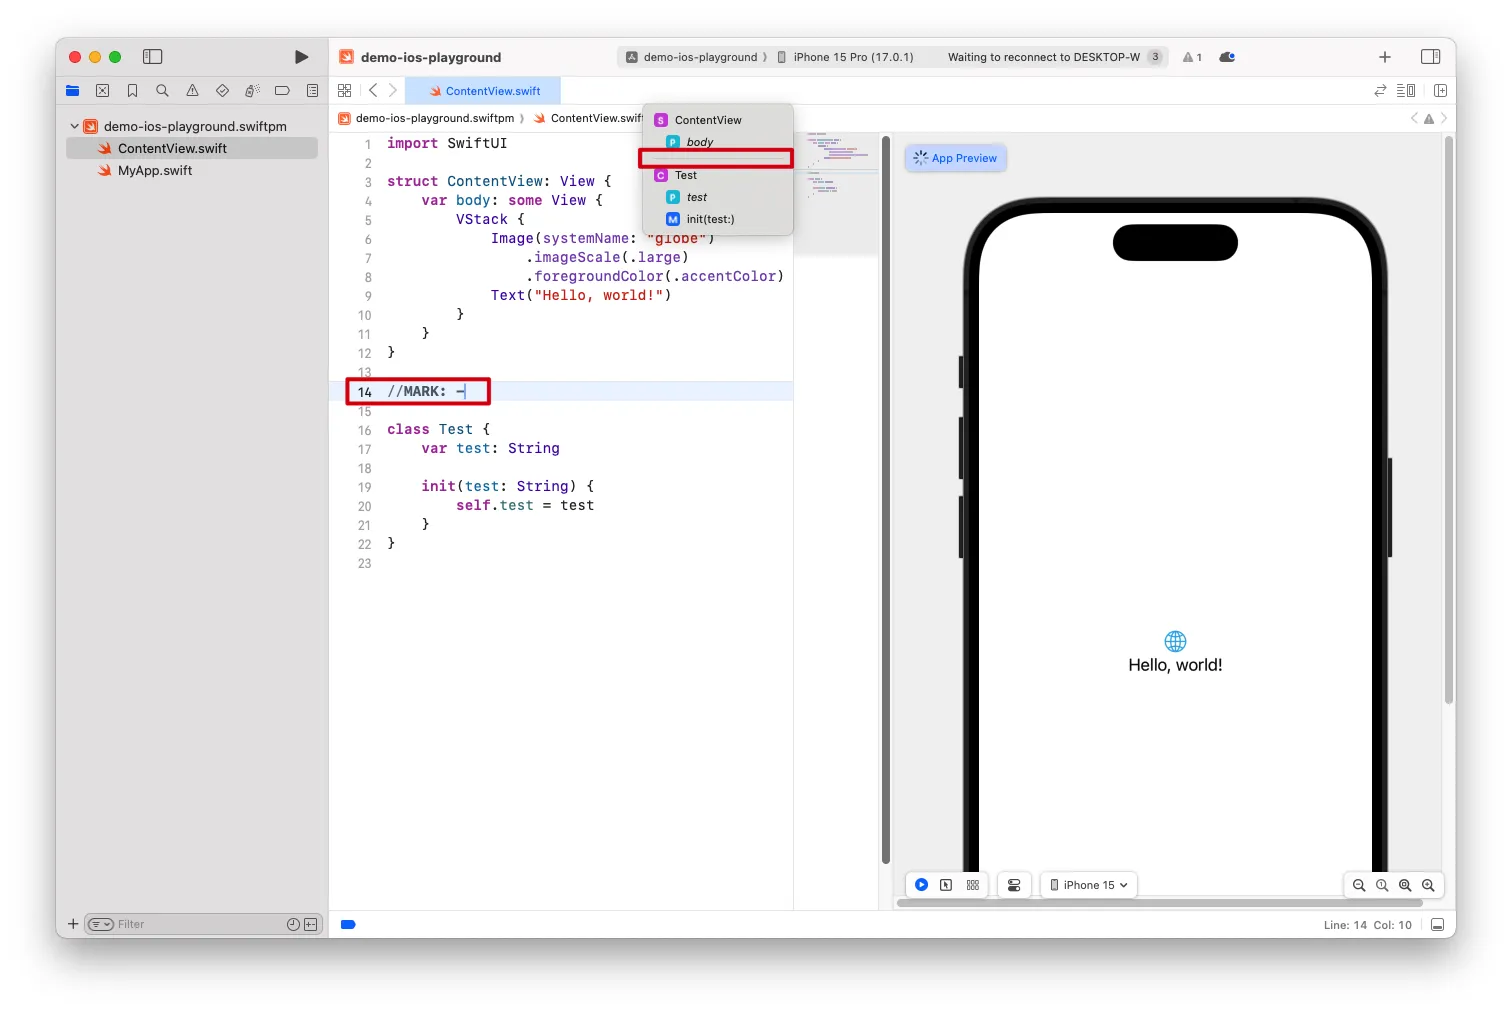 demo-ios-playground
demo-ios-playground 〉 iPhone 15 Pro (17.0.1)
Waiting to reconnect to DESKTOP-W 3
1
ContentView.swift
demo-ios-playground.swiftpm
ContentView.swift
MyApp.swift
demo-ios-playground.swiftpm 〉 ContentView.swif
S ContentView
P body
C Test
P test
M init(test:)
1 import SwiftUI
2
3 struct ContentView: View {
4 var body: some View {
5 VStack {
6 Image(systemName: "globe")
7 .imageScale(.large)
8 .foregroundColor(.accentColor)
9 Text("Hello, world!")
10 }
11 }
12 }
13
14 //MARK: -
15
16 class Test {
17 var test: String
18
19 init(test: String) {
20 self.test = test
21 }
22 }
23
App Preview
Hello, world!
iPhone 15
Filter
Line: 14 Col: 10